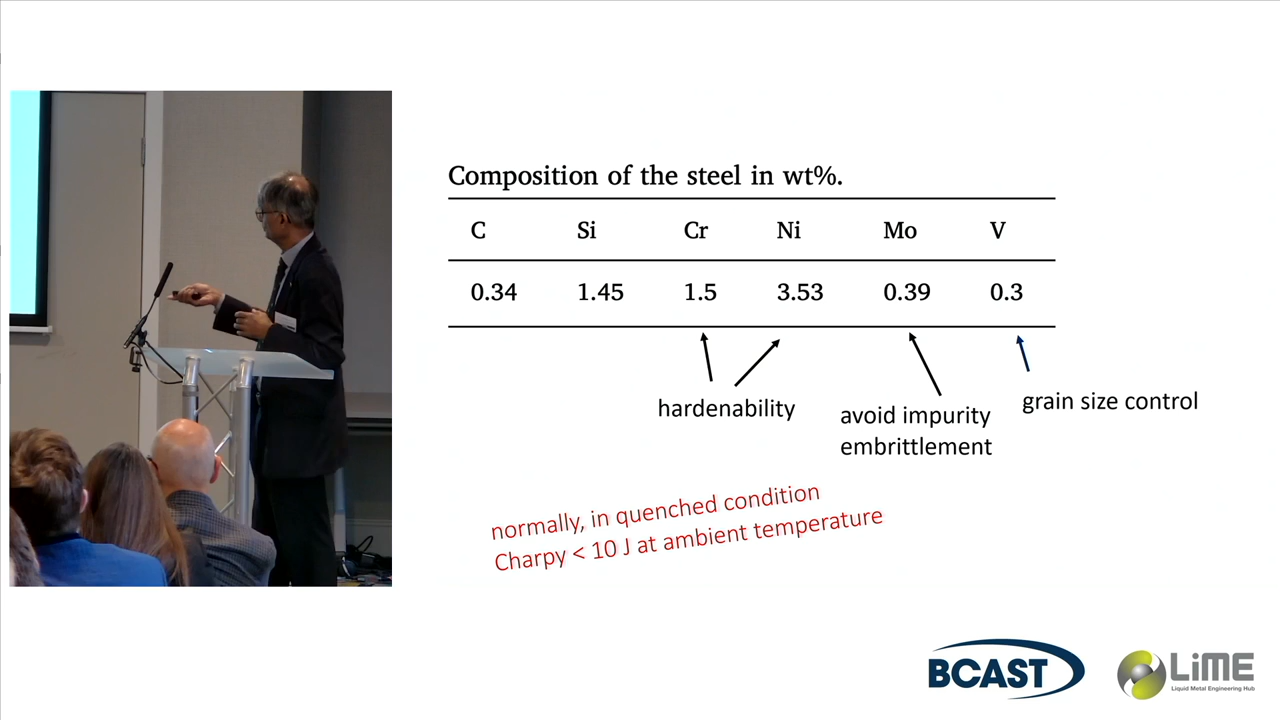 Composition of the steel in wt%.
C Si Cr Ni Mo V
0.34 1.45 1.5 3.53 0.39 0.3
hardenability
avoid impurity
embrittlement
grain size control
normally, in quenched condition
Charpy < 10 J at ambient temperature
BCAST
LiME
Liquid Metal Engineering Hub